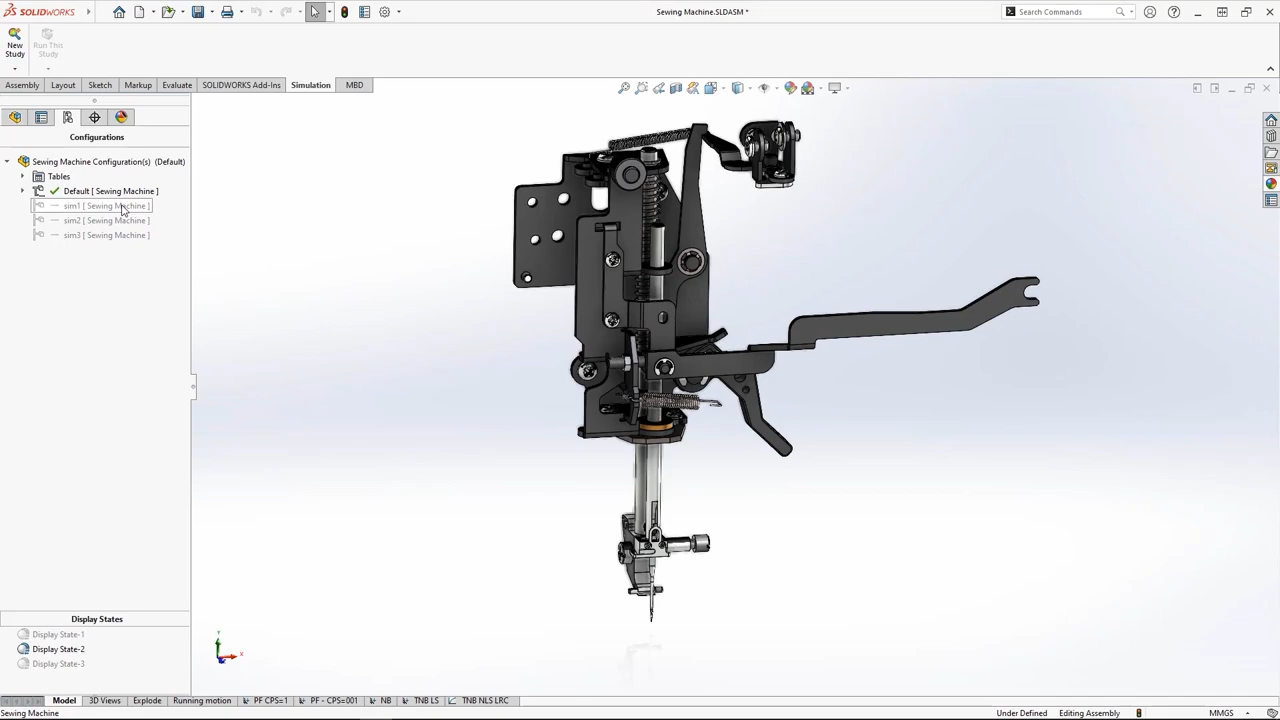 SOLIDWORKS
Sewing Machine.SLDASM *
Search Commands
New Study
Run This Study
Assembly
Layout
Sketch
Markup
Evaluate
SOLIDWORKS Add-Ins
Simulation
MBD
Configurations
Sewing Machine Configuration(s) (Default)
Tables
Default [ Sewing Machine ]
sim1 [ Sewing Machine ]
sim2 [ Sewing Machine ]
sim3 [ Sewing Machine ]
Display States
Display State-1
Display State-2
Display State-3
Y
X
Model
3D Views
Explode
Running motion
PF CPS=1
PF - CPS=001
NB
TNB LS
TNB NLS LRC
Sewing Machine
Under Defined
Editing Assembly
MMGS